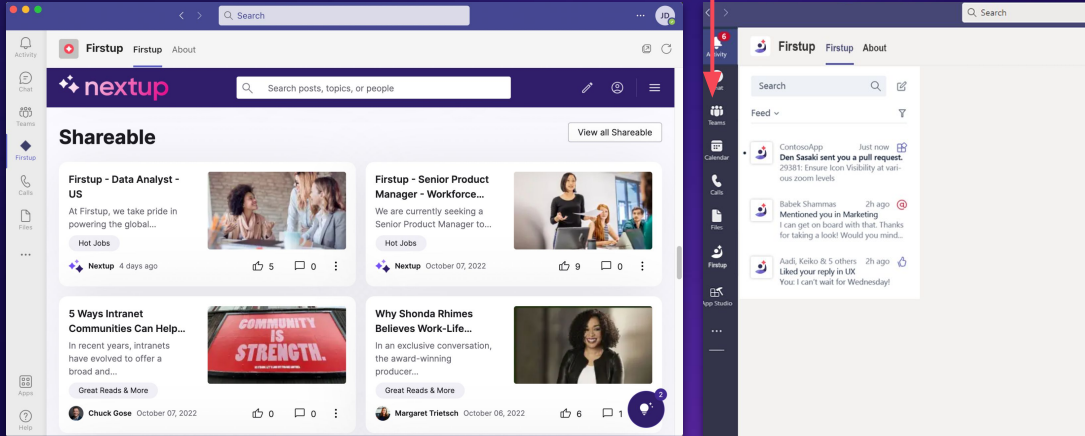 Search
JD
Activity
Chat
Teams
Firstup
Calls
Files
Apps
Help
Firstup Firstup About
nextup
Search posts, topics, or people
Shareable
View all Shareable
Firstup - Data Analyst -
US
At Firstup, we take pride in
powering the global...
Hot Jobs
Nextup 4 days ago 5 0
Firstup - Senior Product
Manager - Workforce...
We are currently seeking a
Senior Product Manager to...
Hot Jobs
Nextup October 07, 2022 9 0
5 Ways Intranet
Communities Can Help...
In recent years, intranets
have evolved to offer a
broad and...
Great Reads & More
Chuck Gose October 07, 2022 0 0
COMMUNITY
IS
STRENGTH.
Why Shonda Rhimes
Believes Work-Life...
In an exclusive conversation,
the award-winning
producer...
Great Reads & More
Margaret Trietsch October 06, 2022 6 1
2
Search
6
Activity
Teams
Calendar
Calls
Files
Firstup
App Studio
Firstup Firstup About
Search
Feed
ContosoApp Just now
Den Sasaki sent you a pull request.
29381: Ensure Icon Visibility at vari-
ous zoom levels
Babek Shammas 2h ago
Mentioned you in Marketing
I can get on board with that. Thanks
for taking a look! Would you mind...
Aadi, Keiko & 5 others 2h ago
Liked your reply in UX
You: I can't wait for Wednesday!